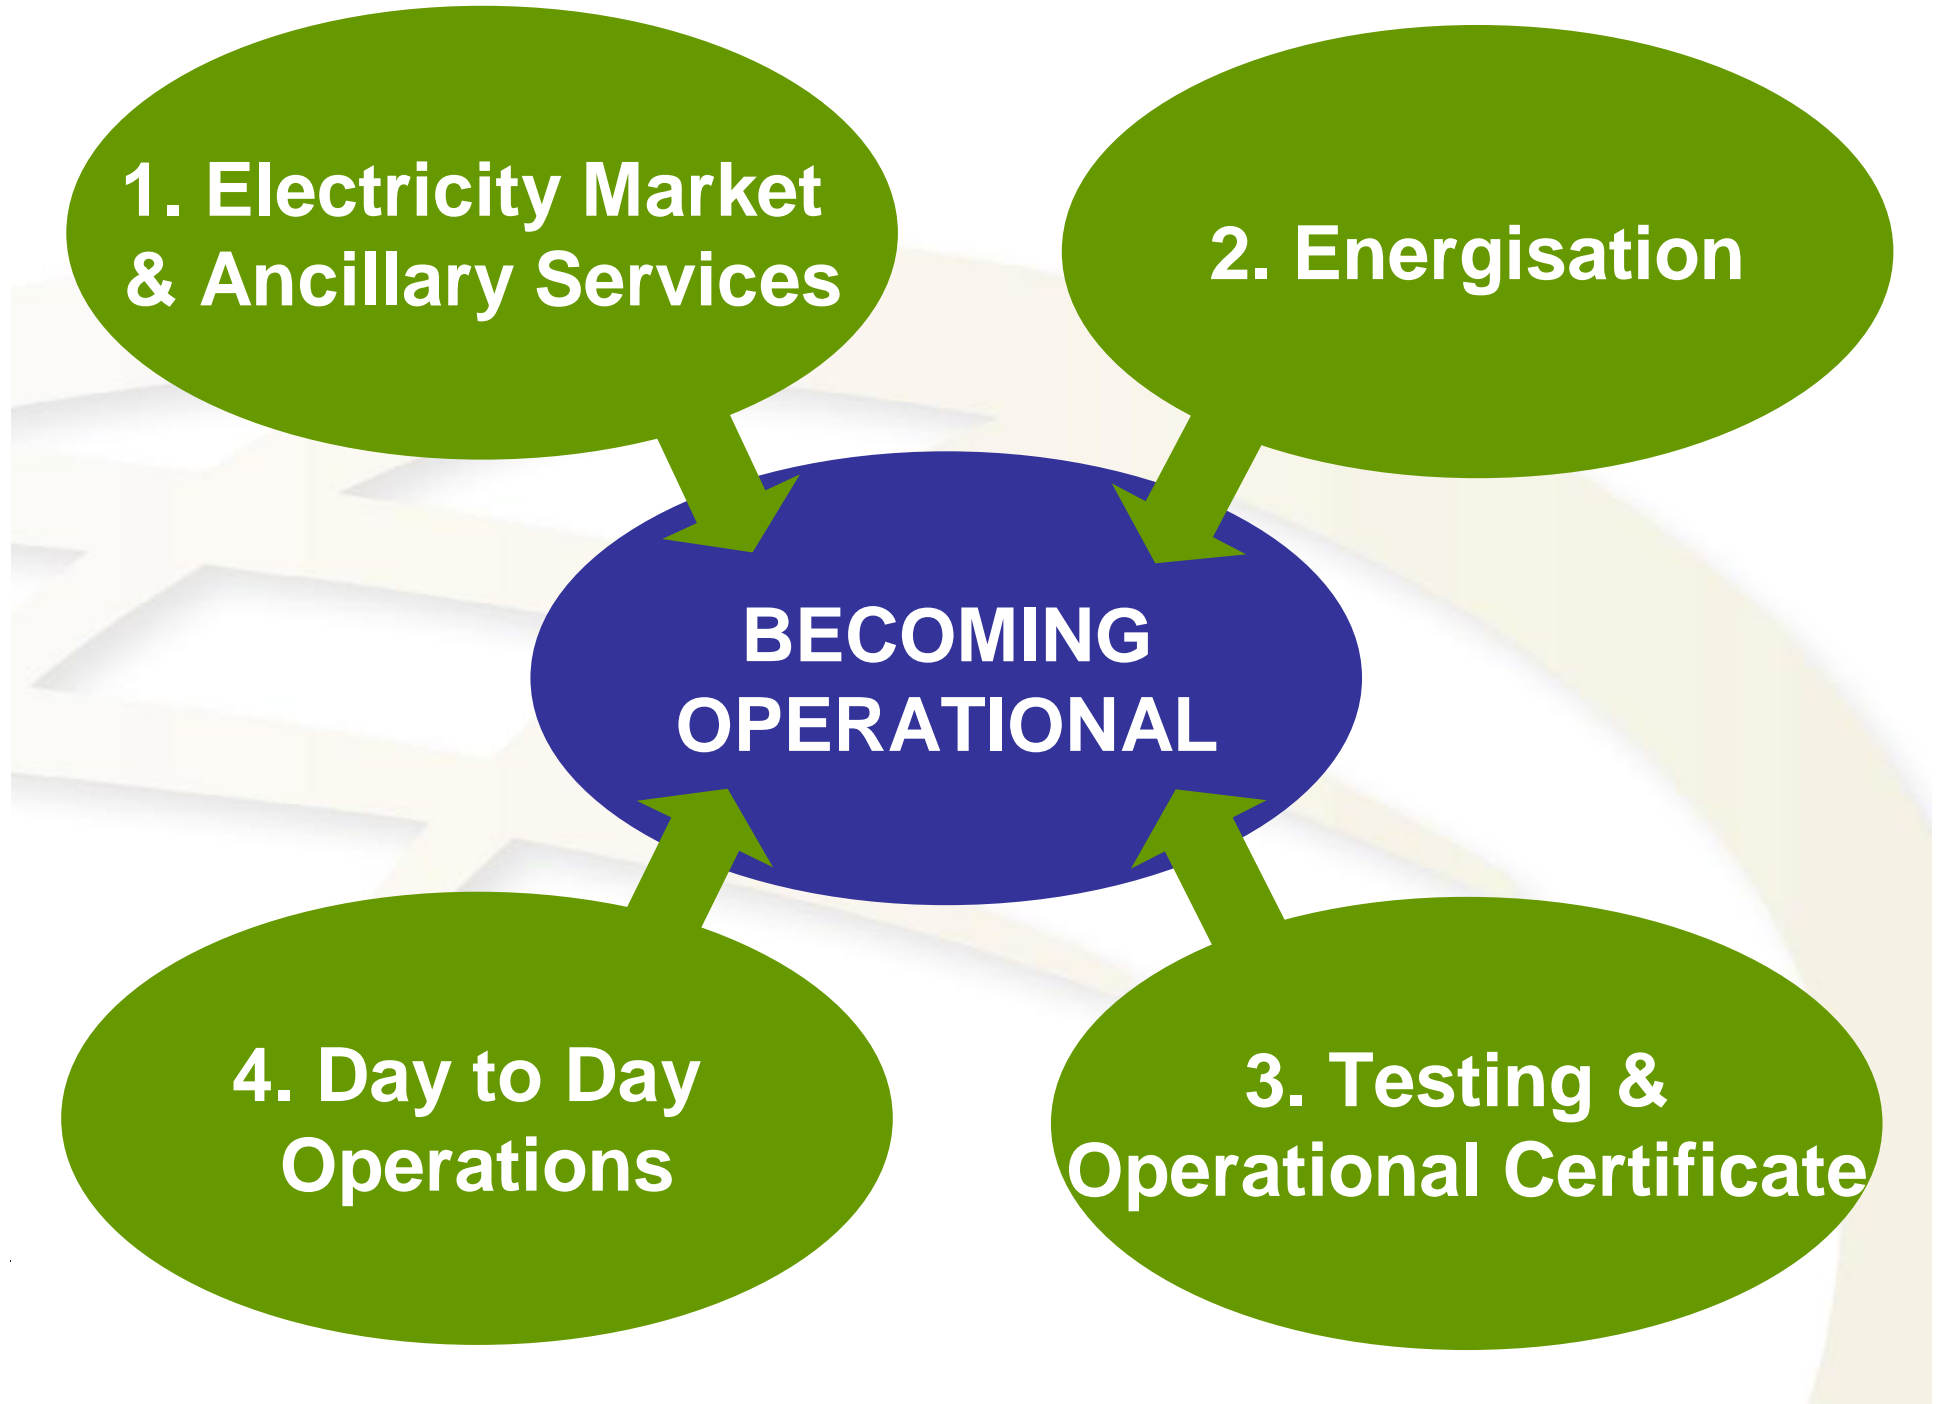 1. Electricity Market
& Ancillary Services
2. Energisation
BECOMING
OPERATIONAL
4. Day to Day
Operations
3. Testing &
Operational Certificate